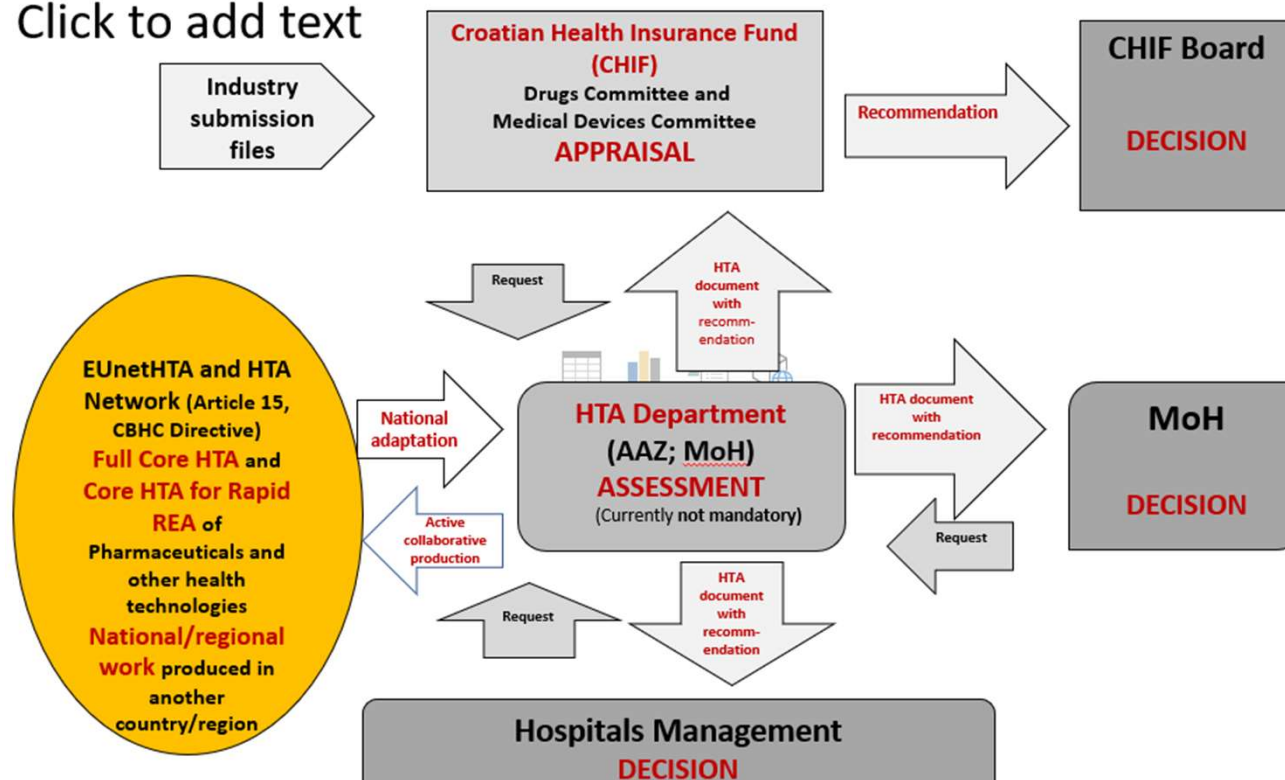 Click to add text
Industry
submission
files
Croatian Health Insurance Fund
(CHIF)
Drugs Committee and
Medical Devices Committee
APPRAISAL
Recommendation
CHIF Board
DECISION
Request
HTA
document
with
recomm-
endation
EUnetHTA and HTA
Network (Article 15,
CBHC Directive)
Full Core HTA and
Core HTA for Rapid
REA of
Pharmaceuticals and
other health
technologies
National/regional
work produced in
another
country/region
National
adaptation
Active
collaborative
production
HTA Department
(AAZ; MoH)
ASSESSMENT
(Currently not mandatory)
HTA document
with
recommendation
Request
MoH
DECISION
Request
HTA
document
with
recomm-
endation
Hospitals Management
DECISION